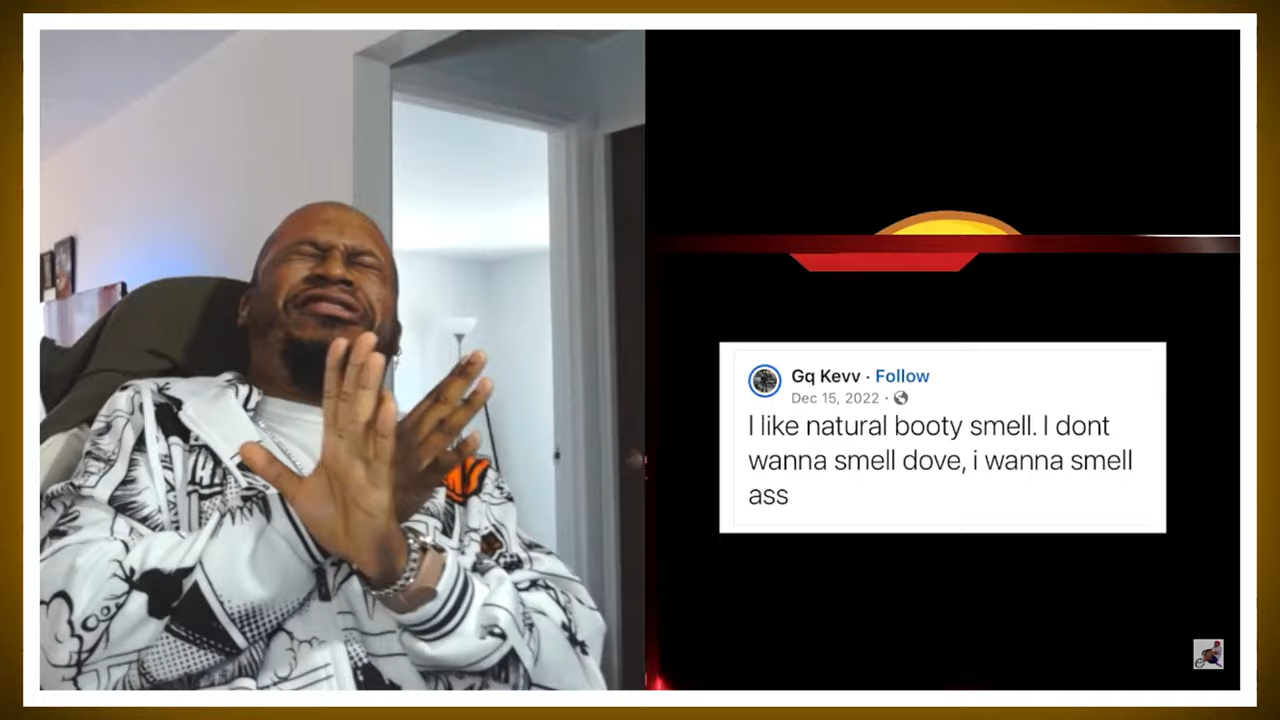 Gq Kevv · Follow
Dec 15, 2022 ·
I like natural booty smell. I dont
wanna smell dove, i wanna smell
ass